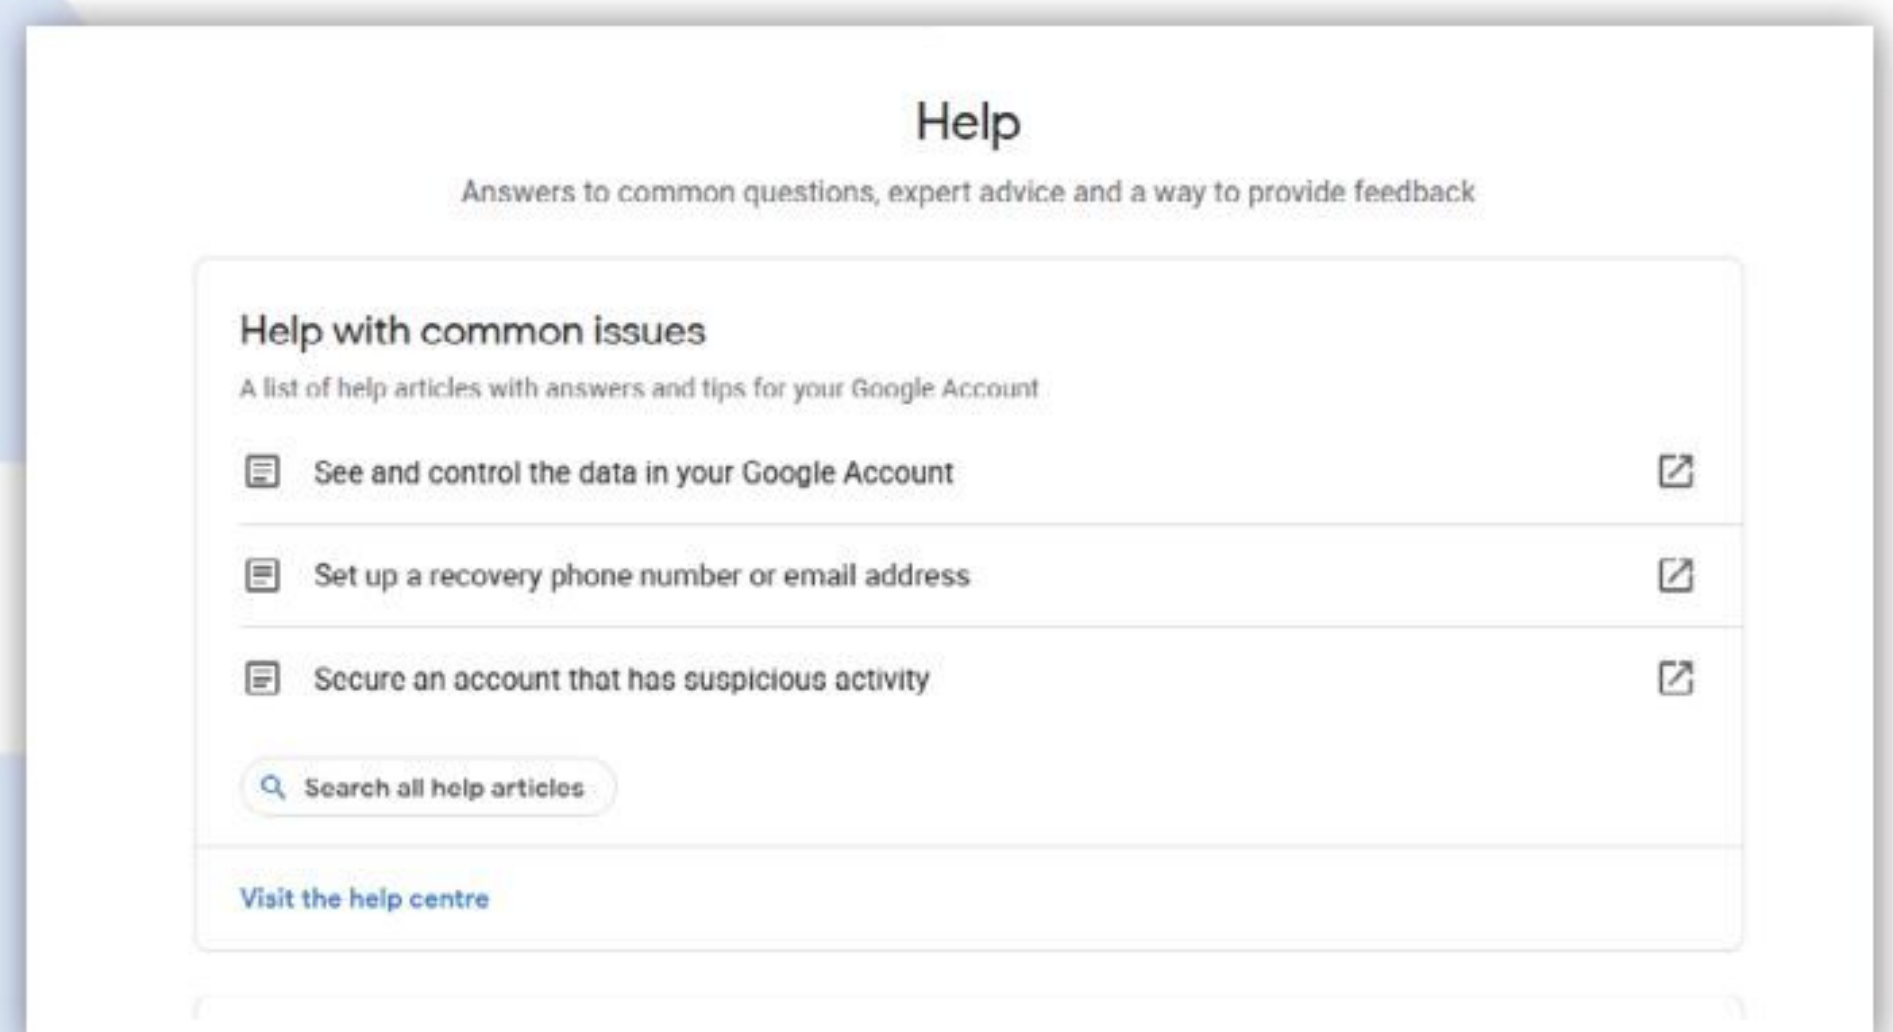 Help
Answers to common questions, expert advice and a way to provide feedback
Help with common issues
A list of help articles with answers and tips for your Google Account
See and control the data in your Google Account
Set up a recovery phone number or email address
Secure an account that has suspicious activity
Search all help articles
Visit the help centre